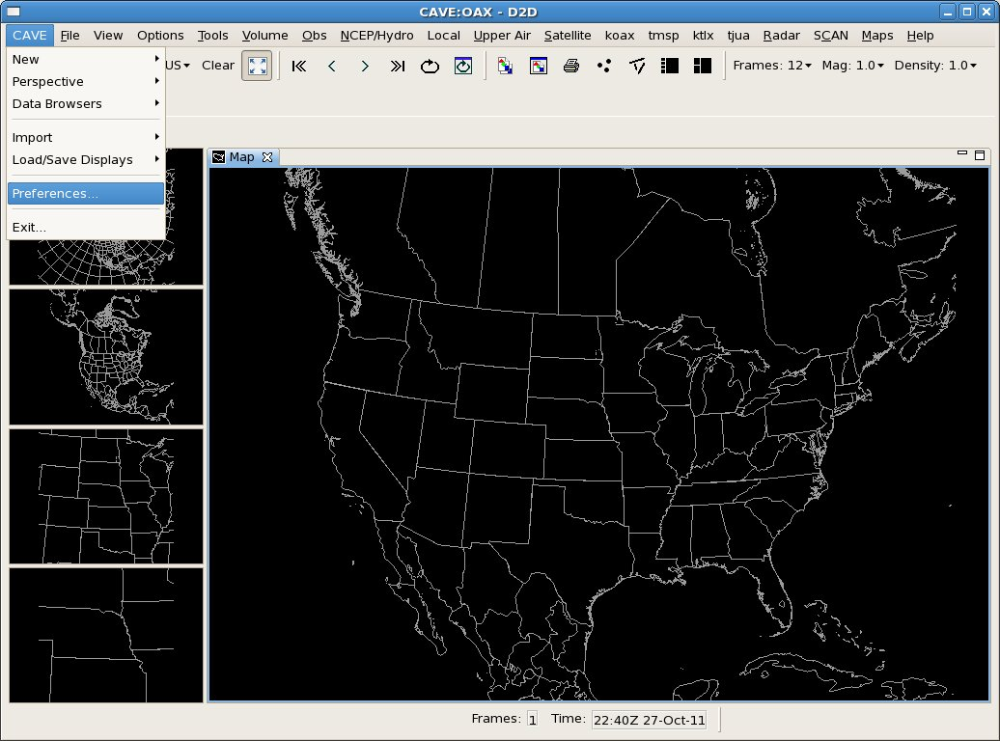 CAVE:OAX - D2D
CAVE File View Options Tools Volume Obs NCEP/Hydro Local Upper Air Satellite koax tmsp ktlx tjua Radar SCAN Maps Help
US Clear Frames: 12 Mag: 1.0 Density: 1.0
New
Perspective
Data Browsers
Import
Load/Save Displays
Preferences...
Exit...
Map
Frames: 1 Time: 22:40Z 27-Oct-11